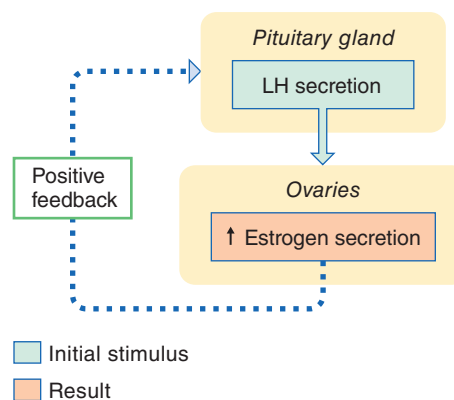 Pituitary gland
LH secretion
Positive
feedback
Ovaries
↑ Estrogen secretion
Initial stimulus
Result